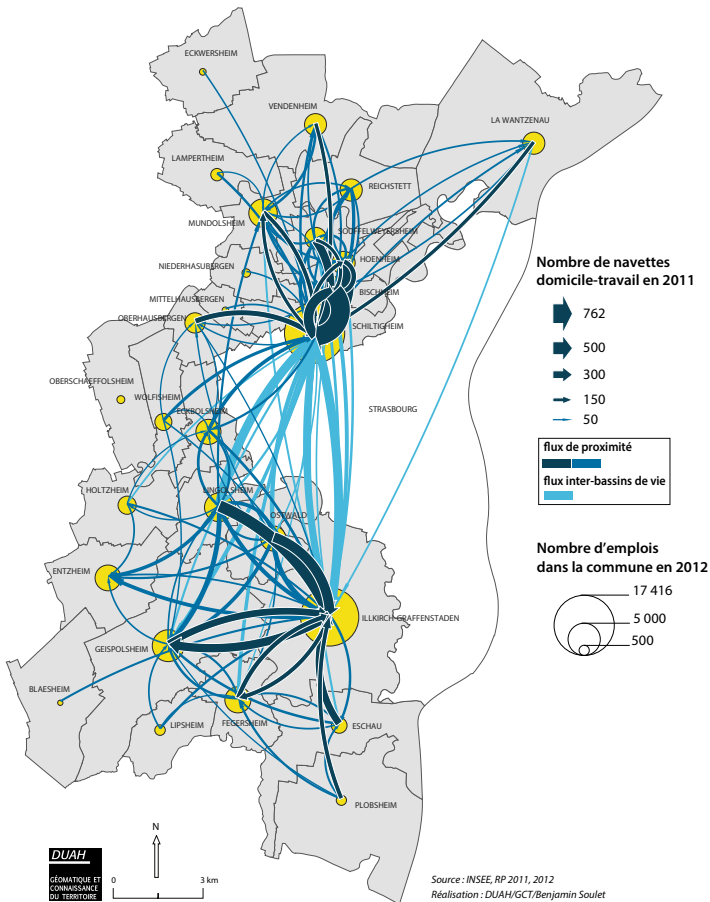 ECKWERSHEIM
VENDENHEIM
LA WANTZENAU
LAMPERTHEIM
REICHSTETT
MUNDOLSHEIM
SOUFFELWEYERSHEIM
HOENHEIM
NIEDERHASUBERGEN
BISCHHEIM
MITTELHAUSBERGEN
OBERHAUSBERGEN
SCHILTIGHEIM
OBERSCHAEFFOLSHEIM
WOLFISHEIM
ECKBOLSHEIM
STRASBOURG
HOLTZHEIM
LINGOLSHEIM
OSTWALD
ENTZHEIM
ILLKIRCH-GRAFFENSTADEN
GEISPOLSHEIM
BLAESHEIM
LIPSHEIM
FEGERSHEIM
ESCHAU
PLOBSHEIM
Nombre de navettes
domicile-travail en 2011
762
500
300
150
50
flux de proximité
flux inter-bassins de vie
Nombre d'emplois
dans la commune en 2012
17 416
5 000
500
N
0 3 km
DUAH
GÉOMATIQUE ET
CONNAISSANCE
DU TERRITOIRE
Source : INSEE, RP 2011, 2012
Réalisation : DUAH/GCT/Benjamin Soulet